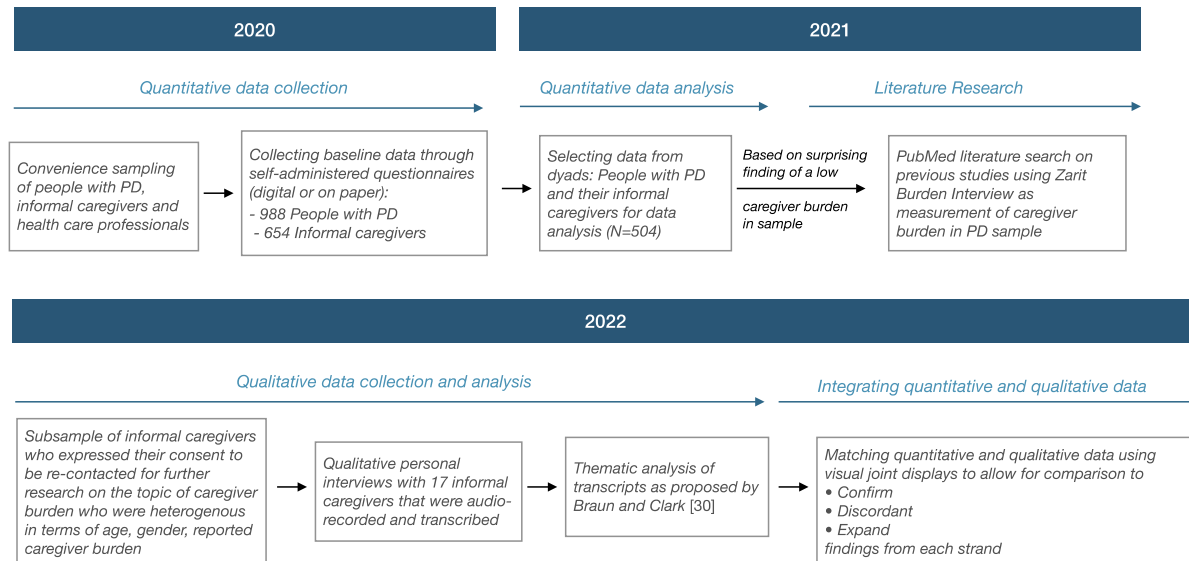 2020
2021
Quantitative data collection
Quantitative data analysis
Literature Research
Convenience sampling
of people with PD,
informal caregivers and
health care professionals
Collecting baseline data through
self-administered questionnaires
(digital or on paper):
- 988 People with PD
- 654 Informal caregivers
Selecting data from
dyads: People with PD
and their informal
caregivers for data
analysis (N=504)
Based on surprising
finding of a low
caregiver burden
in sample
PubMed literature search on
previous studies using Zarit
Burden Interview as
measurement of caregiver
burden in PD sample
2022
Qualitative data collection and analysis
Integrating quantitative and qualitative data
Subsample of informal caregivers
who expressed their consent to
be re-contacted for further
research on the topic of caregiver
burden who were heterogenous
in terms of age, gender, reported
caregiver burden
Qualitative personal
interviews with 17 informal
caregivers that were audio-
recorded and transcribed
Thematic analysis of
transcripts as proposed by
Braun and Clark [30]
Matching quantitative and qualitative data using
visual joint displays to allow for comparison to
• Confirm
• Discordant
• Expand
findings from each strand